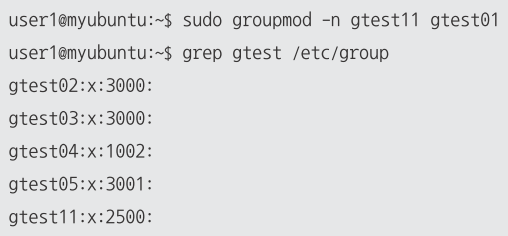 user1@myubuntu:~$ sudo groupmod -n gtest11 gtest01
user1@myubuntu:~$ grep gtest /etc/group
gtest02:x:3000:
gtest03:x:3000:
gtest04:x:1002:
gtest05:x:3001:
gtest11:x:2500: